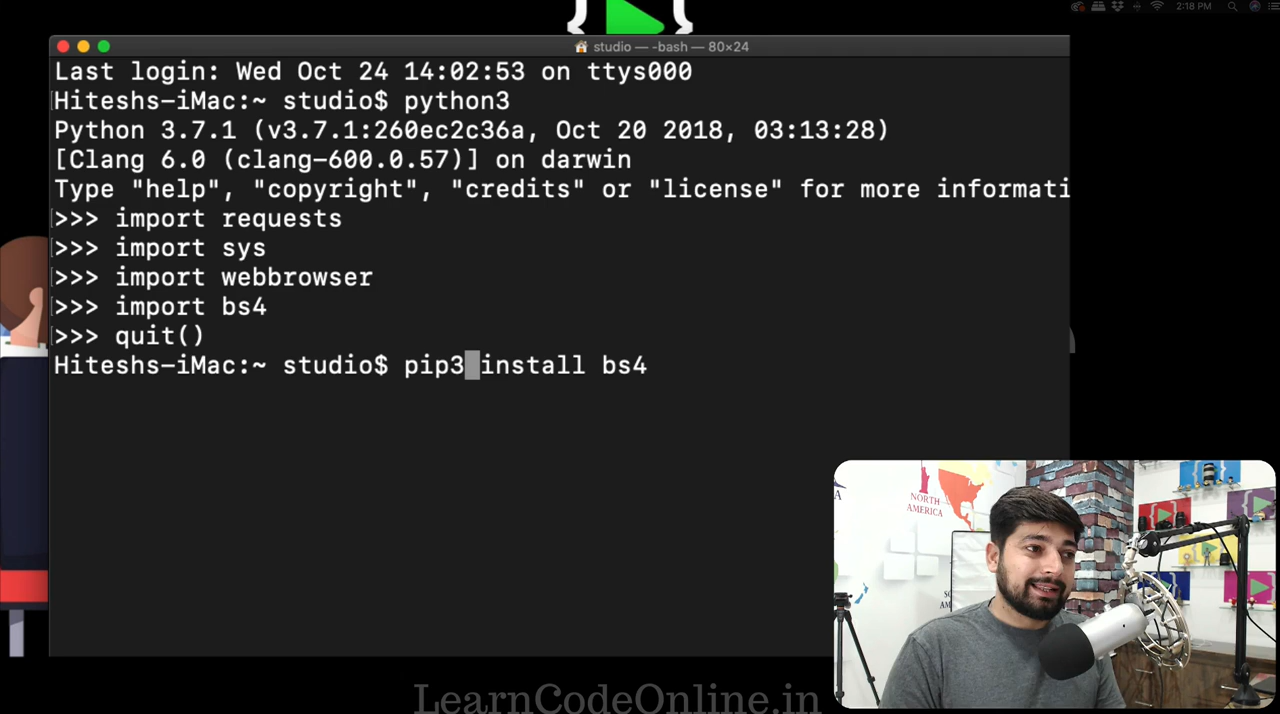 2:18 PM
studio — -bash — 80×24
Last login: Wed Oct 24 14:02:53 on ttys000
Hiteshs-iMac:~ studio$ python3
Python 3.7.1 (v3.7.1:260ec2c36a, Oct 20 2018, 03:13:28)
[Clang 6.0 (clang-600.0.57)] on darwin
Type "help", "copyright", "credits" or "license" for more informati
>>> import requests
>>> import sys
>>> import webbrowser
>>> import bs4
>>> quit()
Hiteshs-iMac:~ studio$ pip3 install bs4
NORTH
AMERICA
LearnCodeOnline.in